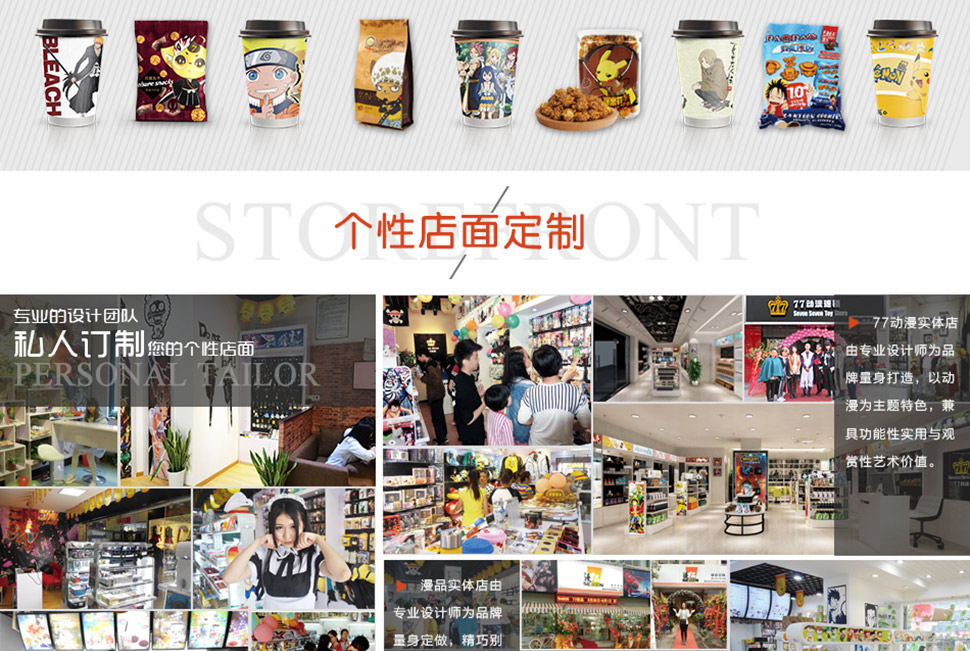 BLEACH
STOREFRONT
个性店面定制
专业的设计团队
私人订制您的个性店面
PERSONAL TAILOR
77动漫
Seven Seven Toy
77动漫实体店
由专业设计师为品
牌量身打造，以动
漫为主题特色，兼
具功能性实用与观
赏性艺术价值。
漫品实体店由
专业设计师为品牌
量身定做，精巧别